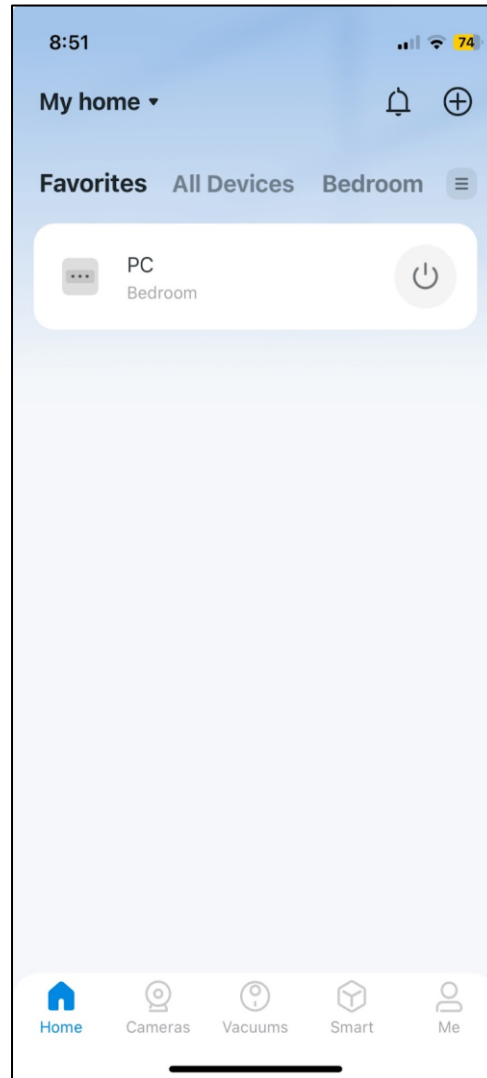 8:51
74
My home
Favorites All Devices Bedroom
PC
Bedroom
Home Cameras Vacuums Smart Me